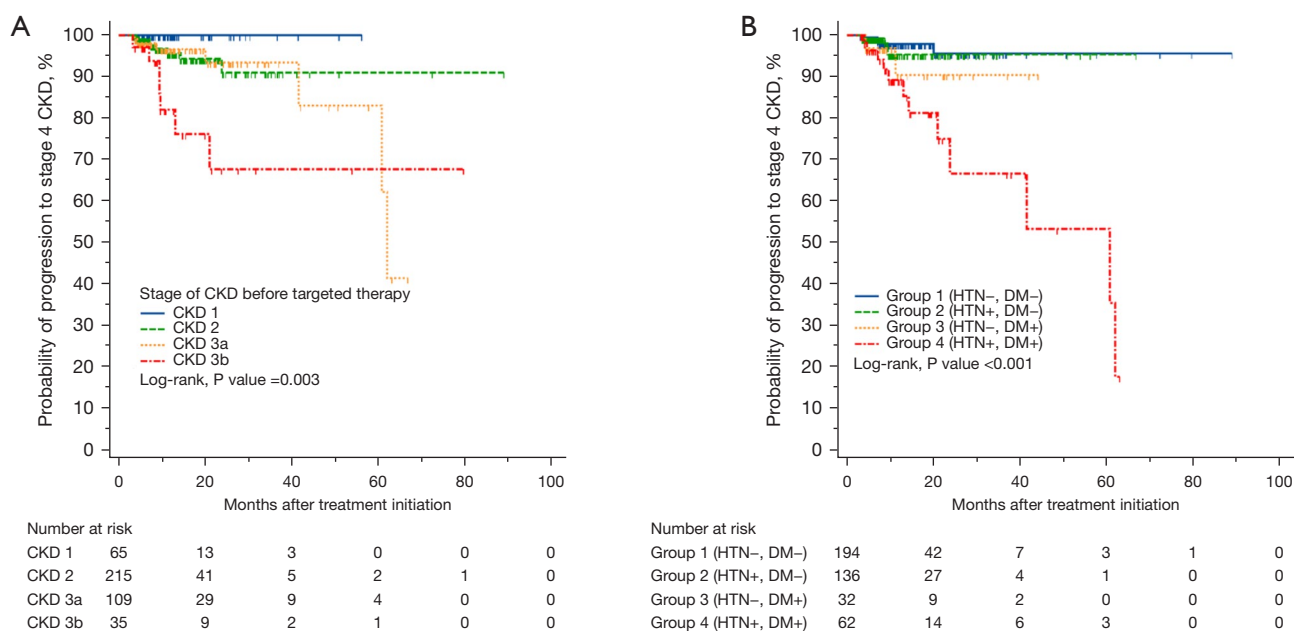 A
Probability of progression to stage 4 CKD, %
100
90
80
70
60
50
40
30
20
10
0
Stage of CKD before targeted therapy
CKD 1
CKD 2
CKD 3a
CKD 3b
Log-rank, P value =0.003
0 20 40 60 80 100
Months after treatment initiation
Number at risk
CKD 1 65 13 3 0 0 0
CKD 2 215 41 5 2 1 0
CKD 3a 109 29 9 4 0 0
CKD 3b 35 9 2 1 0 0
B
Probability of progression to stage 4 CKD, %
100
90
80
70
60
50
40
30
20
10
0
Group 1 (HTN−, DM−)
Group 2 (HTN+, DM−)
Group 3 (HTN−, DM+)
Group 4 (HTN+, DM+)
Log-rank, P value <0.001
0 20 40 60 80 100
Months after treatment initiation
Number at risk
Group 1 (HTN−, DM−) 194 42 7 3 1 0
Group 2 (HTN+, DM−) 136 27 4 1 0 0
Group 3 (HTN−, DM+) 32 9 2 0 0 0
Group 4 (HTN+, DM+) 62 14 6 3 0 0